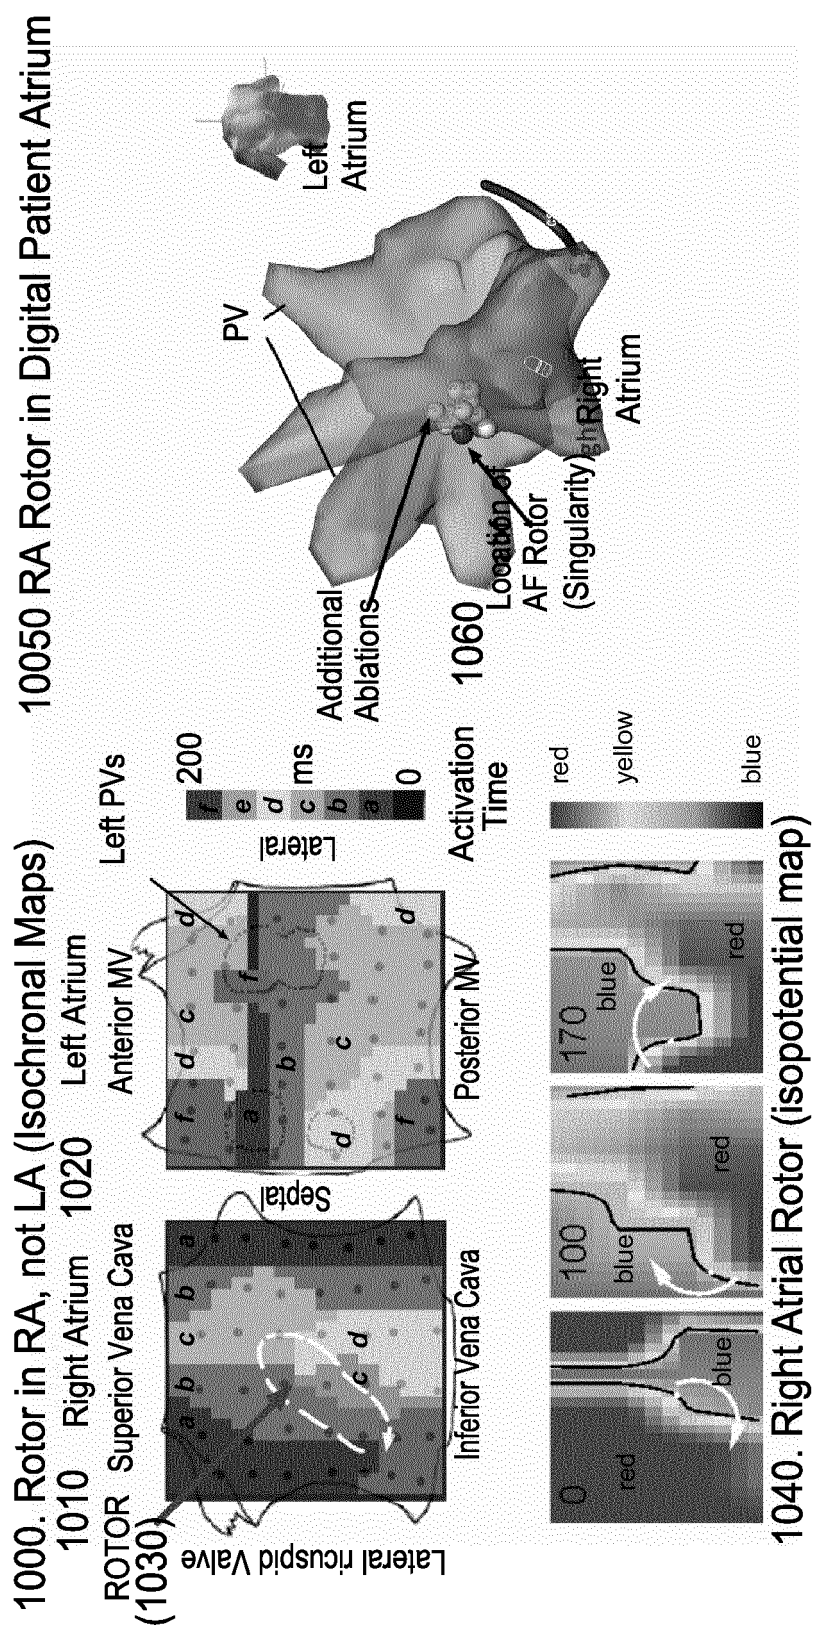 1000. Rotor in RA, not LA (Isochronal Maps)
1010 Right Atrium
1020 Left Atrium
ROTOR
(1030)
Superior Vena Cava
Anterior MV
Left PVs
Lateral ricuspid Valve
Septal
Lateral
a
b
c
b
a
d
c
f
d
c
d
f
a
b
c
d
f
d
Inferior Vena Cava
Posterior MV
200
ms
0
f
e
d
c
b
a
Activation
Time
0
red
blue
100
blue
red
170
blue
red
red
yellow
blue
1040. Right Atrial Rotor (isopotential map)
10050 RA Rotor in Digital Patient Atrium
PV
Left
Atrium
Additional
Ablations
1060
Location of
AF Rotor
(Singularity)
gh Right
Atrium